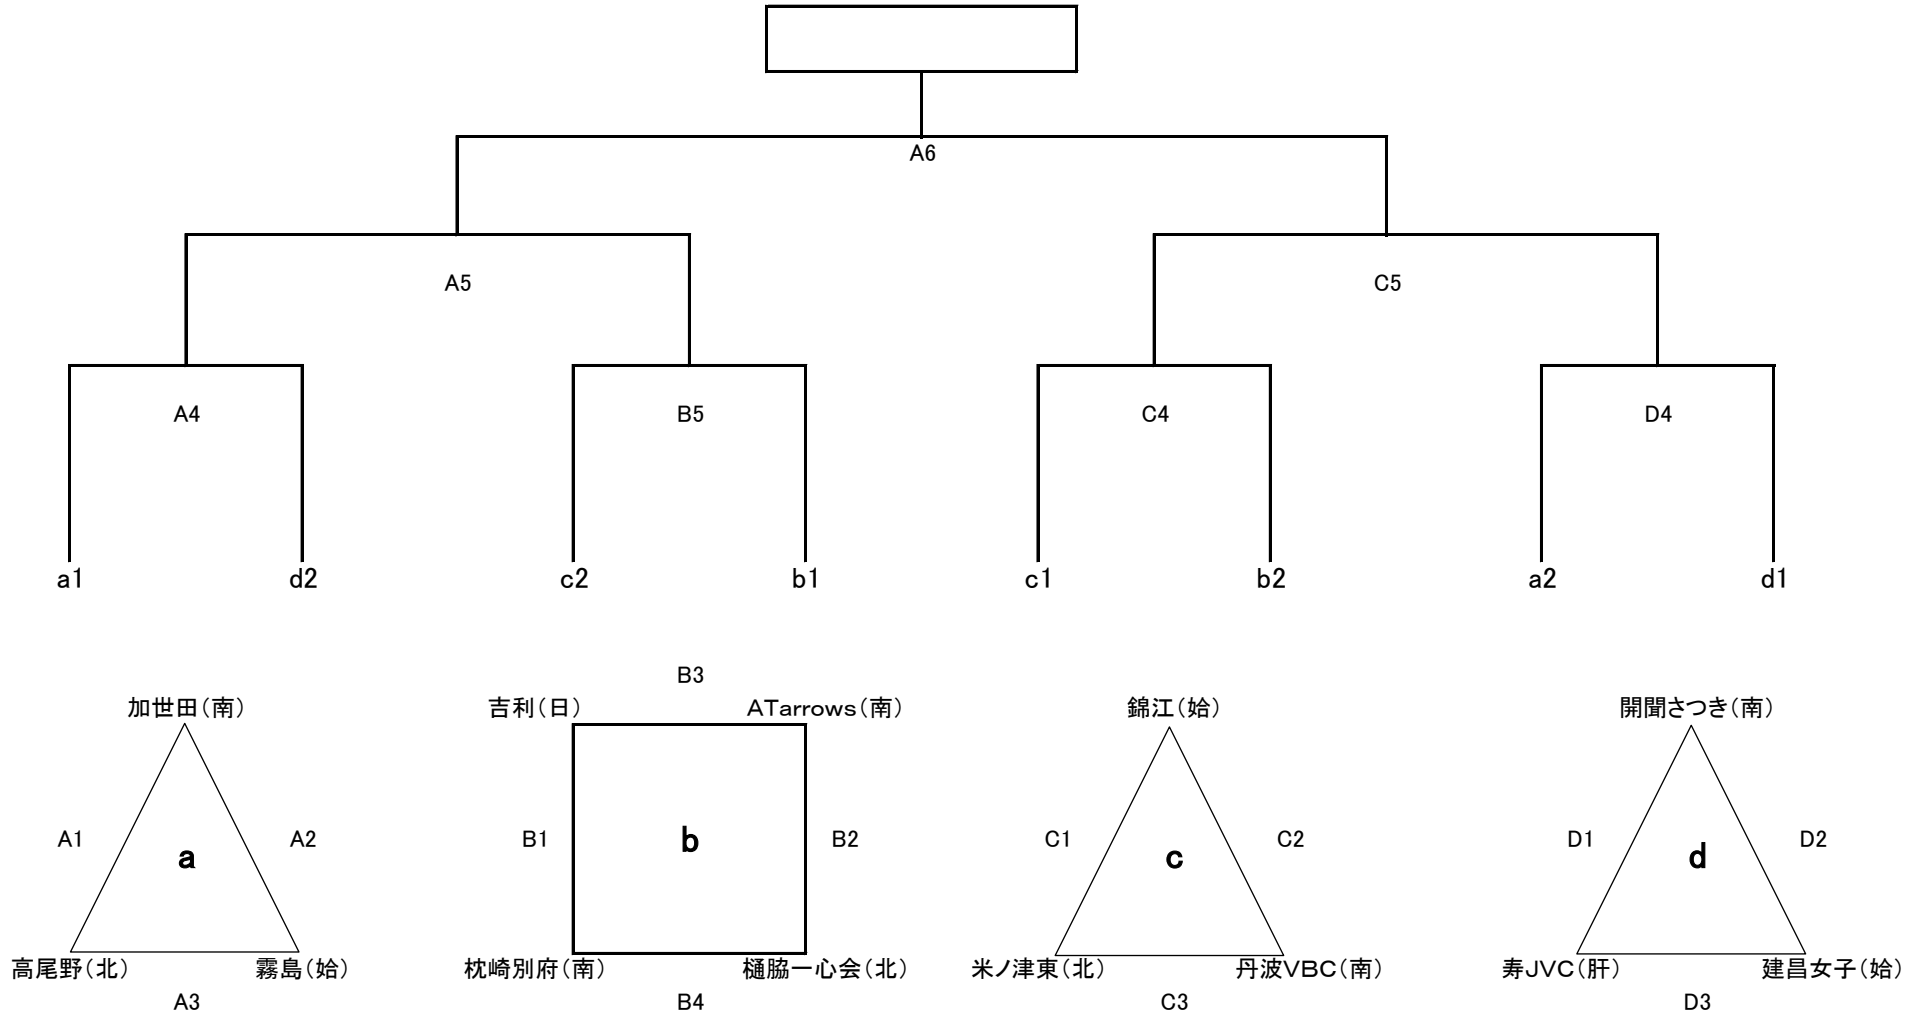 A6
A5 C5
A4 B5 C4 D4
a1 d2 c2 b1 c1 b2 a2 d1
B3
加世田（南） 吉利（日） ATarrows（南） 錦江（姶） 開聞さつき（南）
A1 A2 B1 b B2 C1 C2 D1 D2
a c d
高尾野（北） 霧島（姶） 枕崎別府（南） 樋脇一心会（北） 米ノ津東（北） 丹波VBC（南） 寿JVC（肝） 建昌女子（姶）
A3 B4 C3 D3